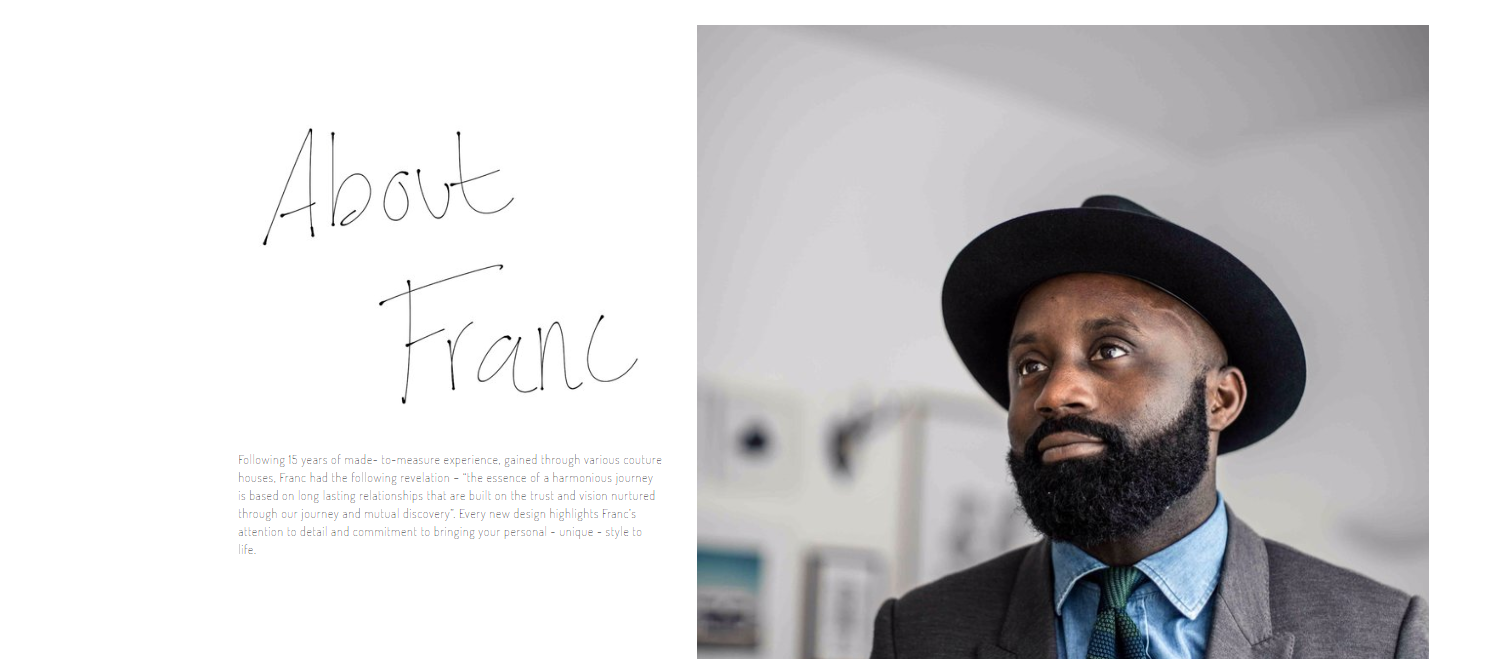 About
Franc
Following 15 years of made- to-measure experience, gained through various couture
houses, Franc had the following revelation – “the essence of a harmonious journey
is based on long lasting relationships that are built on the trust and vision nurtured
through our journey and mutual discovery”. Every new design highlights Franc’s
attention to detail and commitment to bringing your personal – unique – style to
life.